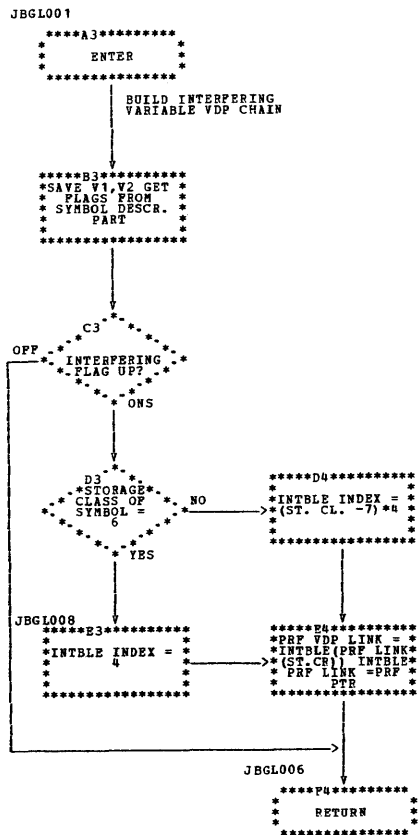 JBGL001
A3
ENTER
BUILD INTERFERING
VARIABLE VDP CHAIN
B3
SAVE V1,V2 GET
FLAGS FROM
SYMBOL DESCR.
PART
C3
OFF
INTERFERING
FLAG UP?
ONS
D3
STORAGE
CLASS OF
SYMBOL =
6
NO
YES
D4
INTBLE INDEX =
(ST. CL. -7)*4
JBGL008
E3
INTBLE INDEX =
4
E4
PRF VDP LINK =
INTBLE(PRF LINK
(ST.CR)) INTBLE
PRF LINK =PRF
PTR
JBGL006
F4
RETURN